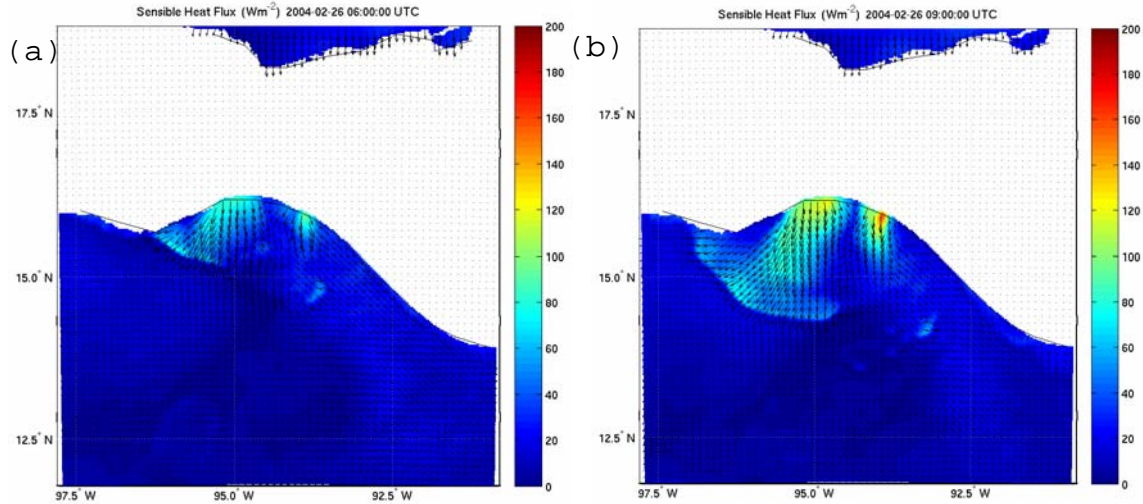 Sensible Heat Flux (Wm-2) 2004-02-26 06:00:00 UTC
(a)
17.5° N
15.0° N
12.5° N
97.5° W
95.0° W
92.5° W
200
180
160
140
120
100
80
60
40
20
0
Sensible Heat Flux (Wm-2) 2004-02-26 09:00:00 UTC
(b)
17.5° N
15.0° N
12.5° N
97.5° W
95.0° W
92.5° W
200
180
160
140
120
100
80
60
40
20
0